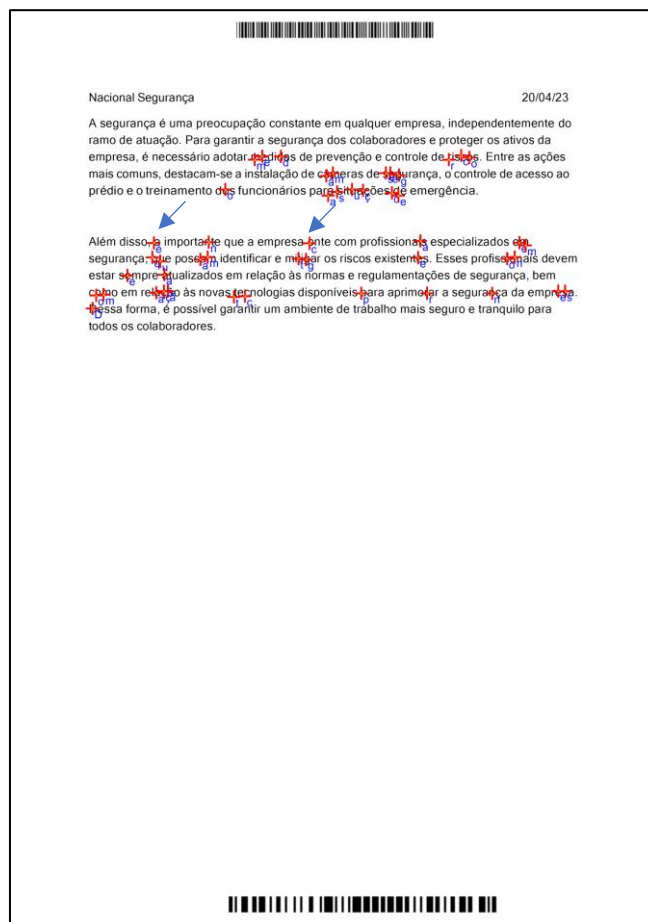 Nacional Segurança 20/04/23
A segurança é uma preocupação constante em qualquer empresa, independentemente do
ramo de atuação. Para garantir a segurança dos colaboradores e proteger os ativos da
empresa, é necessário adotar medidas de prevenção e controle de riscos. Entre as ações
mais comuns, destacam-se a instalação de câmeras de segurança, o controle de acesso ao
prédio e o treinamento dos funcionários para situações de emergência.
Além disso, é importante que a empresa conte com profissionais especializados em
segurança, que possam identificar e mitigar os riscos existentes. Esses profissionais devem
estar sempre atualizados em relação às normas e regulamentações de segurança, bem
como em relação às novas tecnologias disponíveis para aprimorar a segurança da empresa.
Dessa forma, é possível garantir um ambiente de trabalho mais seguro e tranquilo para
todos os colaboradores.